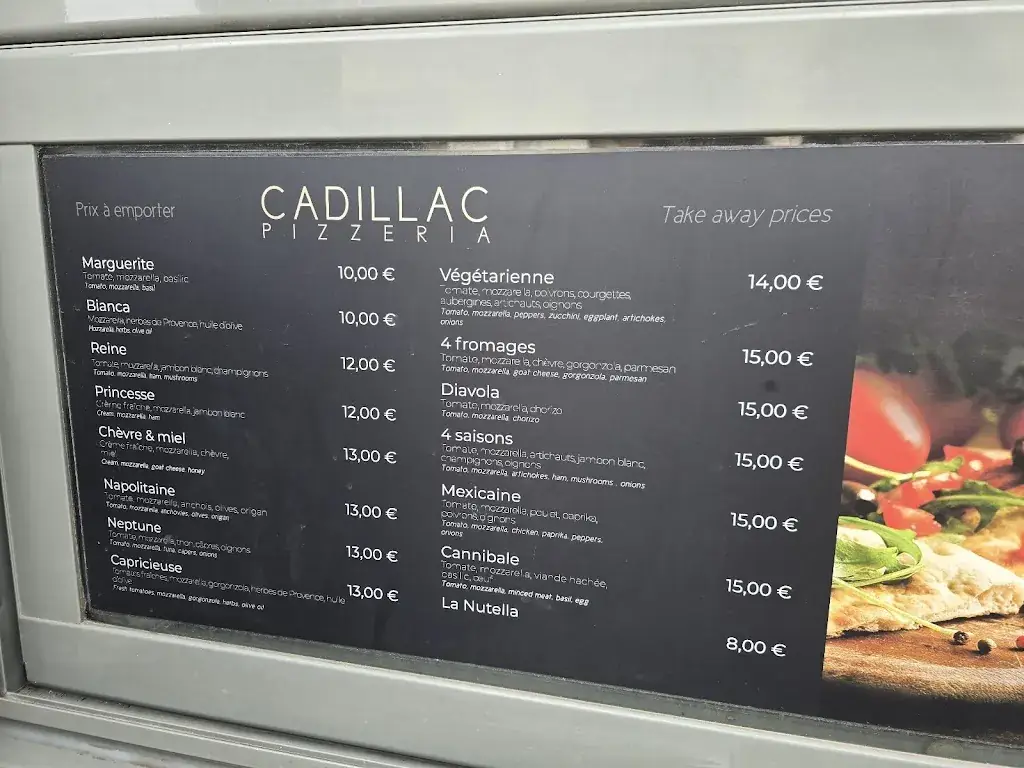 Prix à emporter
CADILLAC
PIZZERIA
Take away prices
Marguerite 10,00 €
Tomate, mozzarella, basilic
Tomato, mozzarella, basil
Bianca 10,00 €
Mozzarella, herbes de Provence, huile d'olive
Mozzarella, herbs, olive oil
Reine 12,00 €
Tomate, mozzarella, jambon blanc, champignons
Tomato, mozzarella, ham, mushrooms
Princesse 12,00 €
Crème fraîche, mozzarella, jambon blanc
Cream, mozzarella, ham
Chèvre & miel 13,00 €
Crème fraîche, mozzarella, chèvre,
miel
Cream, mozzarella, goat cheese, honey
Napolitaine 13,00 €
Tomate, mozzarella, anchois, olives, origan
Tomato, mozzarella, anchovies, olives, origan
Neptune 13,00 €
Tomate, mozzarella, thon, câpres, oignons
Tomato, mozzarella, tuna, capers, onions
Capricieuse 13,00 €
Tomates fraîches, mozzarella, gorgonzola, herbes de Provence, huile
d'olive
Fresh tomatoes, mozzarella, gorgonzola, herbs, olive oil
Végétarienne 14,00 €
Tomate, mozzarella, poivrons, courgettes,
aubergines, artichauts, oignons
Tomato, mozzarella, peppers, zucchini, eggplant, artichokes,
onions
4 fromages 15,00 €
Tomate, mozzarella, chèvre, gorgonzola, parmesan
Tomato, mozzarella, goat cheese, gorgonzola, parmesan
Diavola 15,00 €
Tomate, mozzarella, chorizo
Tomato, mozzarella, chorizo
4 saisons 15,00 €
Tomate, mozzarella, artichauts, jambon blanc,
champignons, oignons
Tomato, mozzarella, artichokes, ham, mushrooms , onions
Mexicaine 15,00 €
Tomate, mozzarella, poulet, paprika,
poivrons, oignons
Tomato, mozzarella, chicken, paprika, peppers,
onions
Cannibale 15,00 €
Tomate, mozzarella, viande hachée,
basilic, œuf
Tomato, mozzarella, minced meat, basil, egg
La Nutella 8,00 €